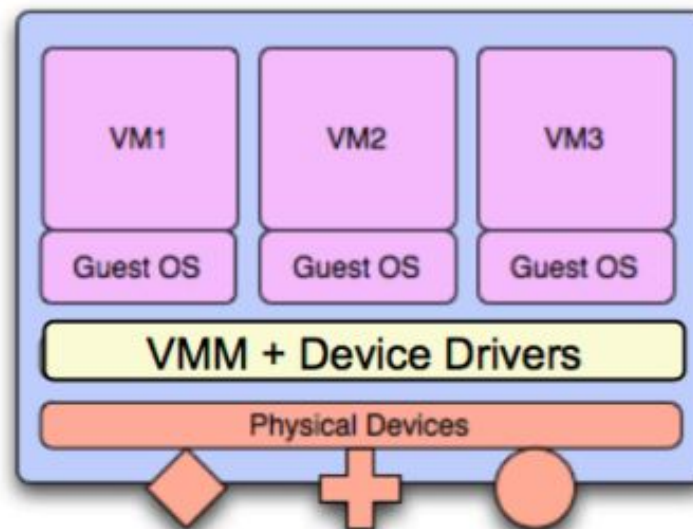 VM1
VM2
VM3
Guest OS
Guest OS
Guest OS
VMM + Device Drivers
Physical Devices